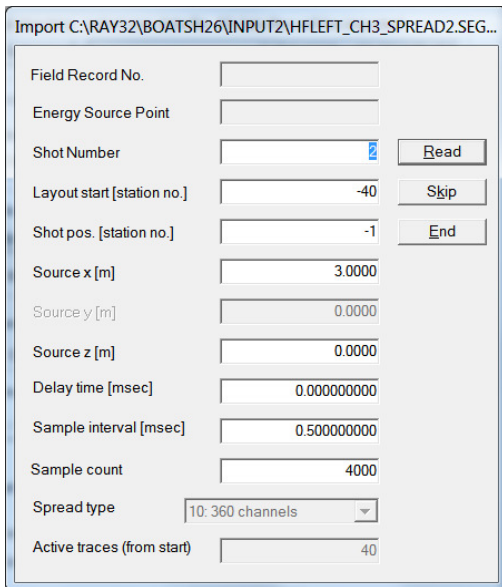 Import C:\RAY32\BOATSH26\INPUT2\HFLEFT_CH3_SPREAD2.SEG...
Field Record No.
Energy Source Point
Shot Number 2 Read
Layout start [station no.] -40 Skip
Shot pos. [station no.] -1 End
Source x [m] 3.0000
Source y [m] 0.0000
Source z [m] 0.0000
Delay time [msec] 0.000000000
Sample interval [msec] 0.500000000
Sample count 4000
Spread type 10: 360 channels
Active traces (from start) 40